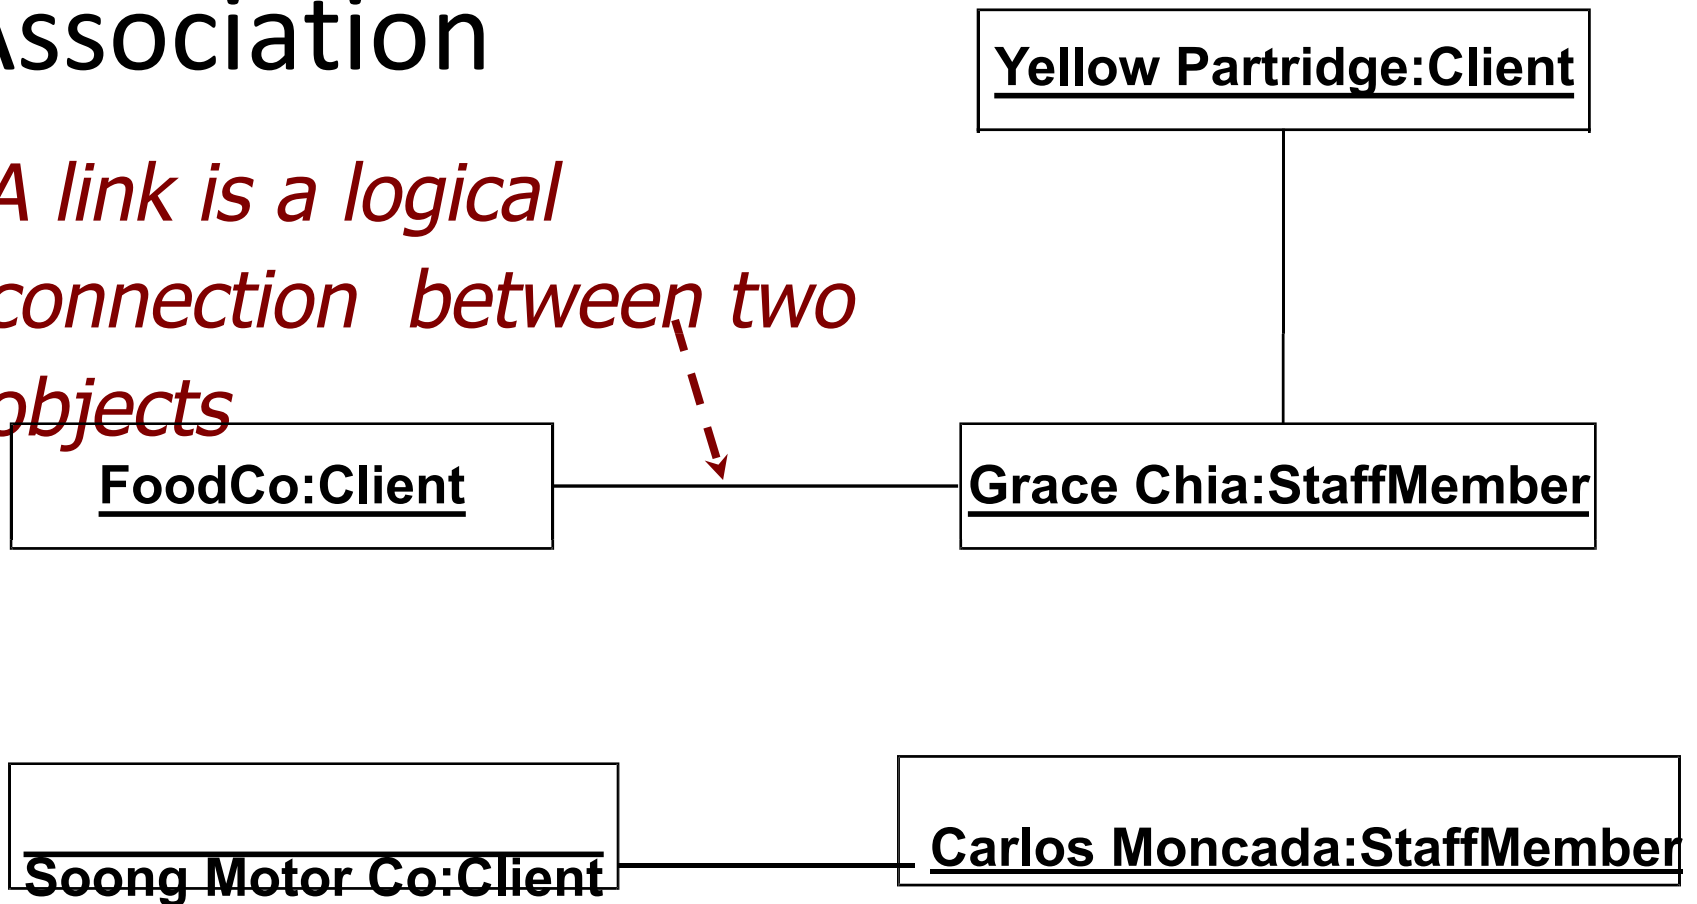 Association
Yellow Partridge:Client
A link is a logical
connection between two
objects
FoodCo:Client
Grace Chia:StaffMember
Soong Motor Co:Client
Carlos Moncada:StaffMember